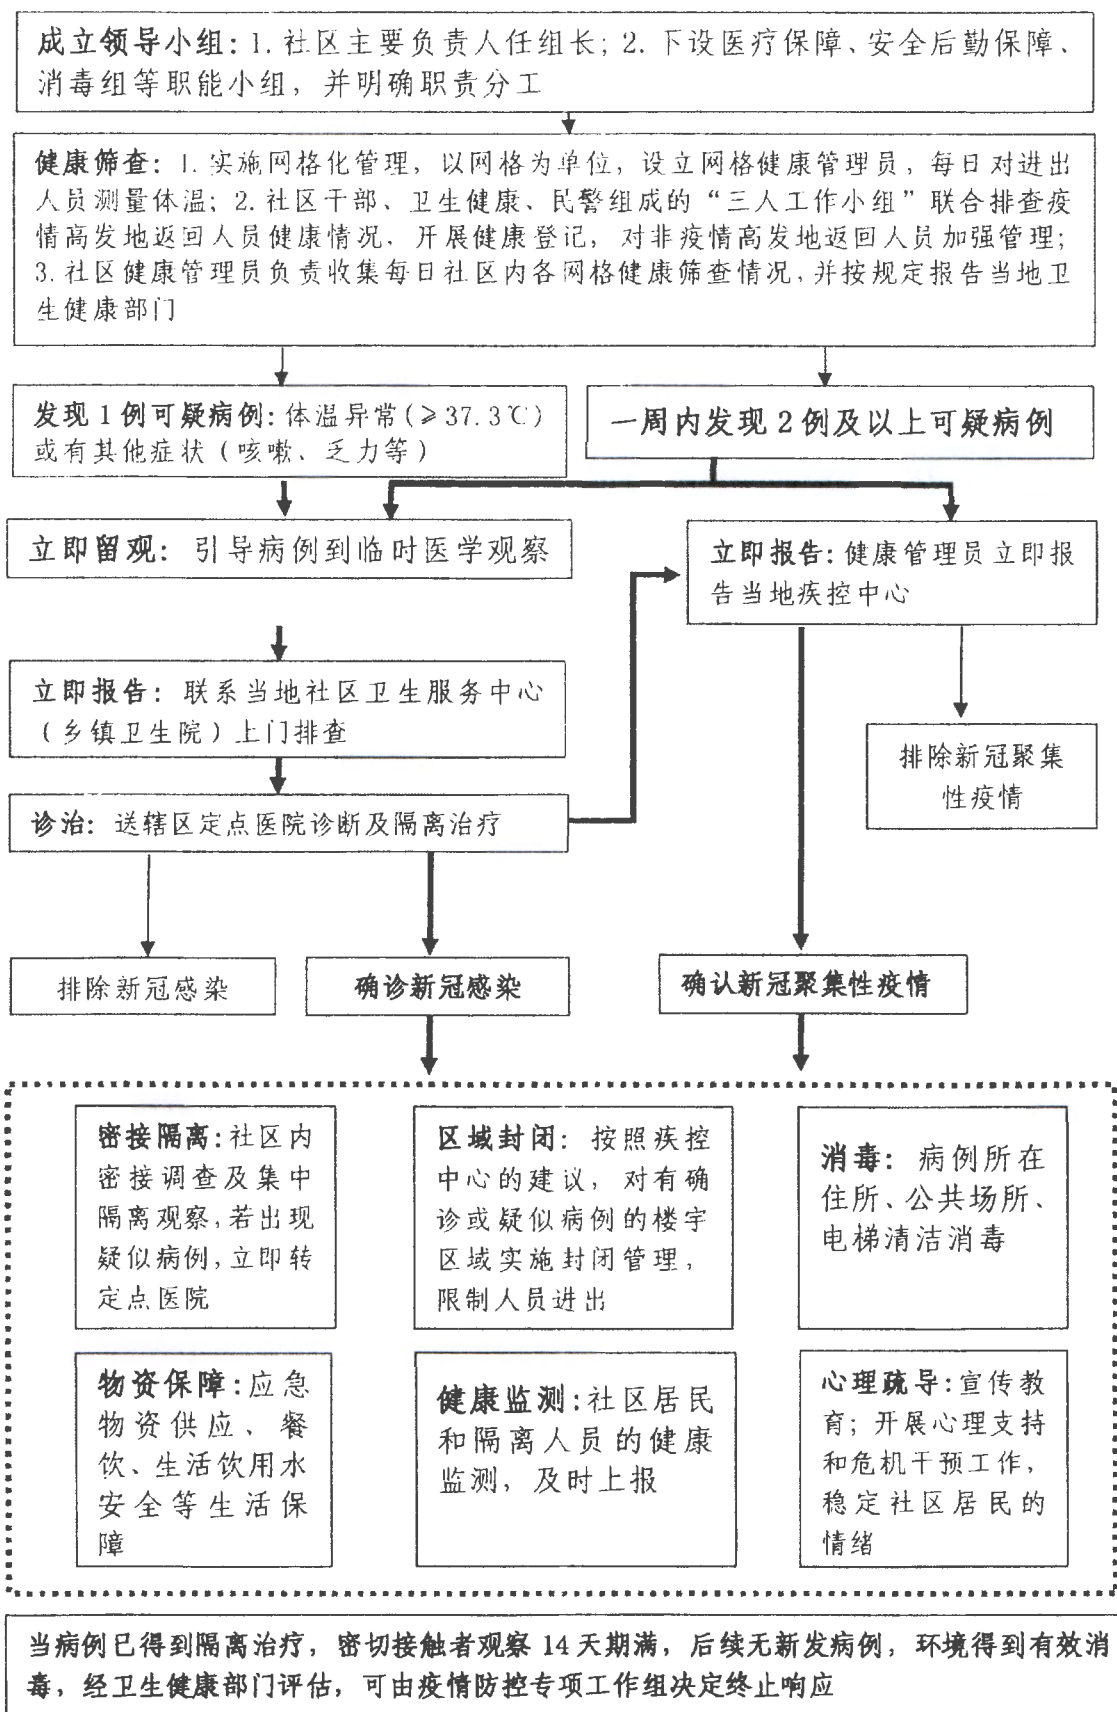 成立领导小组：1. 社区主要负责人任组长；2. 下设医疗保障、安全后勤保障、
消毒组等职能小组，并明确职责分工
健康筛查：1. 实施网格化管理，以网格为单位，设立网格健康管理员，每日对进出
人员测量体温；2. 社区干部、卫生健康、民警组成的“三人工作小组”联合排查疫
情高发地返回人员健康情况，开展健康登记，对非疫情高发地返回人员加强管理；
3. 社区健康管理员负责收集每日社区内各网格健康筛查情况，并按规定报告当地卫
生健康部门
发现 1 例可疑病例：体温异常（≥37.3℃）
或有其他症状（咳嗽、乏力等）
一周内发现 2 例及以上可疑病例
立即留观：引导病例到临时医学观察
立即报告：健康管理员立即报
告当地疾控中心
立即报告：联系当地社区卫生服务中心
（乡镇卫生院）上门排查
排除新冠聚集
性疫情
诊治：送辖区定点医院诊断及隔离治疗
排除新冠感染
确诊新冠感染
确认新冠聚集性疫情
密接隔离：社区内
密接调查及集中
隔离观察，若出现
疑似病例，立即转
定点医院
区域封闭：按照疾控
中心的建议，对有确
诊或疑似病例的楼宇
区域实施封闭管理，
限制人员进出
消毒：病例所在
住所、公共场所、
电梯清洁消毒
物资保障：应急
物资供应、餐
饮、生活饮用水
安全等生活保
障
健康监测：社区居民
和隔离人员的健康
监测，及时上报
心理疏导：宣传教
育；开展心理支持
和危机干预工作，
稳定社区居民的
情绪
当病例已得到隔离治疗，密切接触者观察 14 天期满，后续无新发病例，环境得到有效消
毒，经卫生健康部门评估，可由疫情防控专项工作组决定终止响应